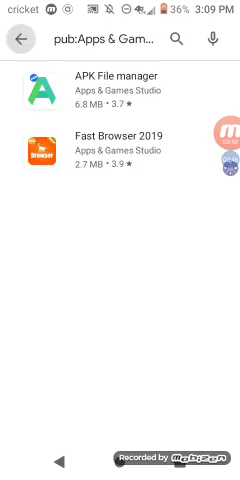 cricket 36% 3:09 PM
pub:Apps & Gam...
APK File manager
Apps & Games Studio
6.8 MB • 3.7 ★
Fast Browser 2019
Apps & Games Studio
2.7 MB • 3.9 ★
Browser
03:50
Recorded by mobizen